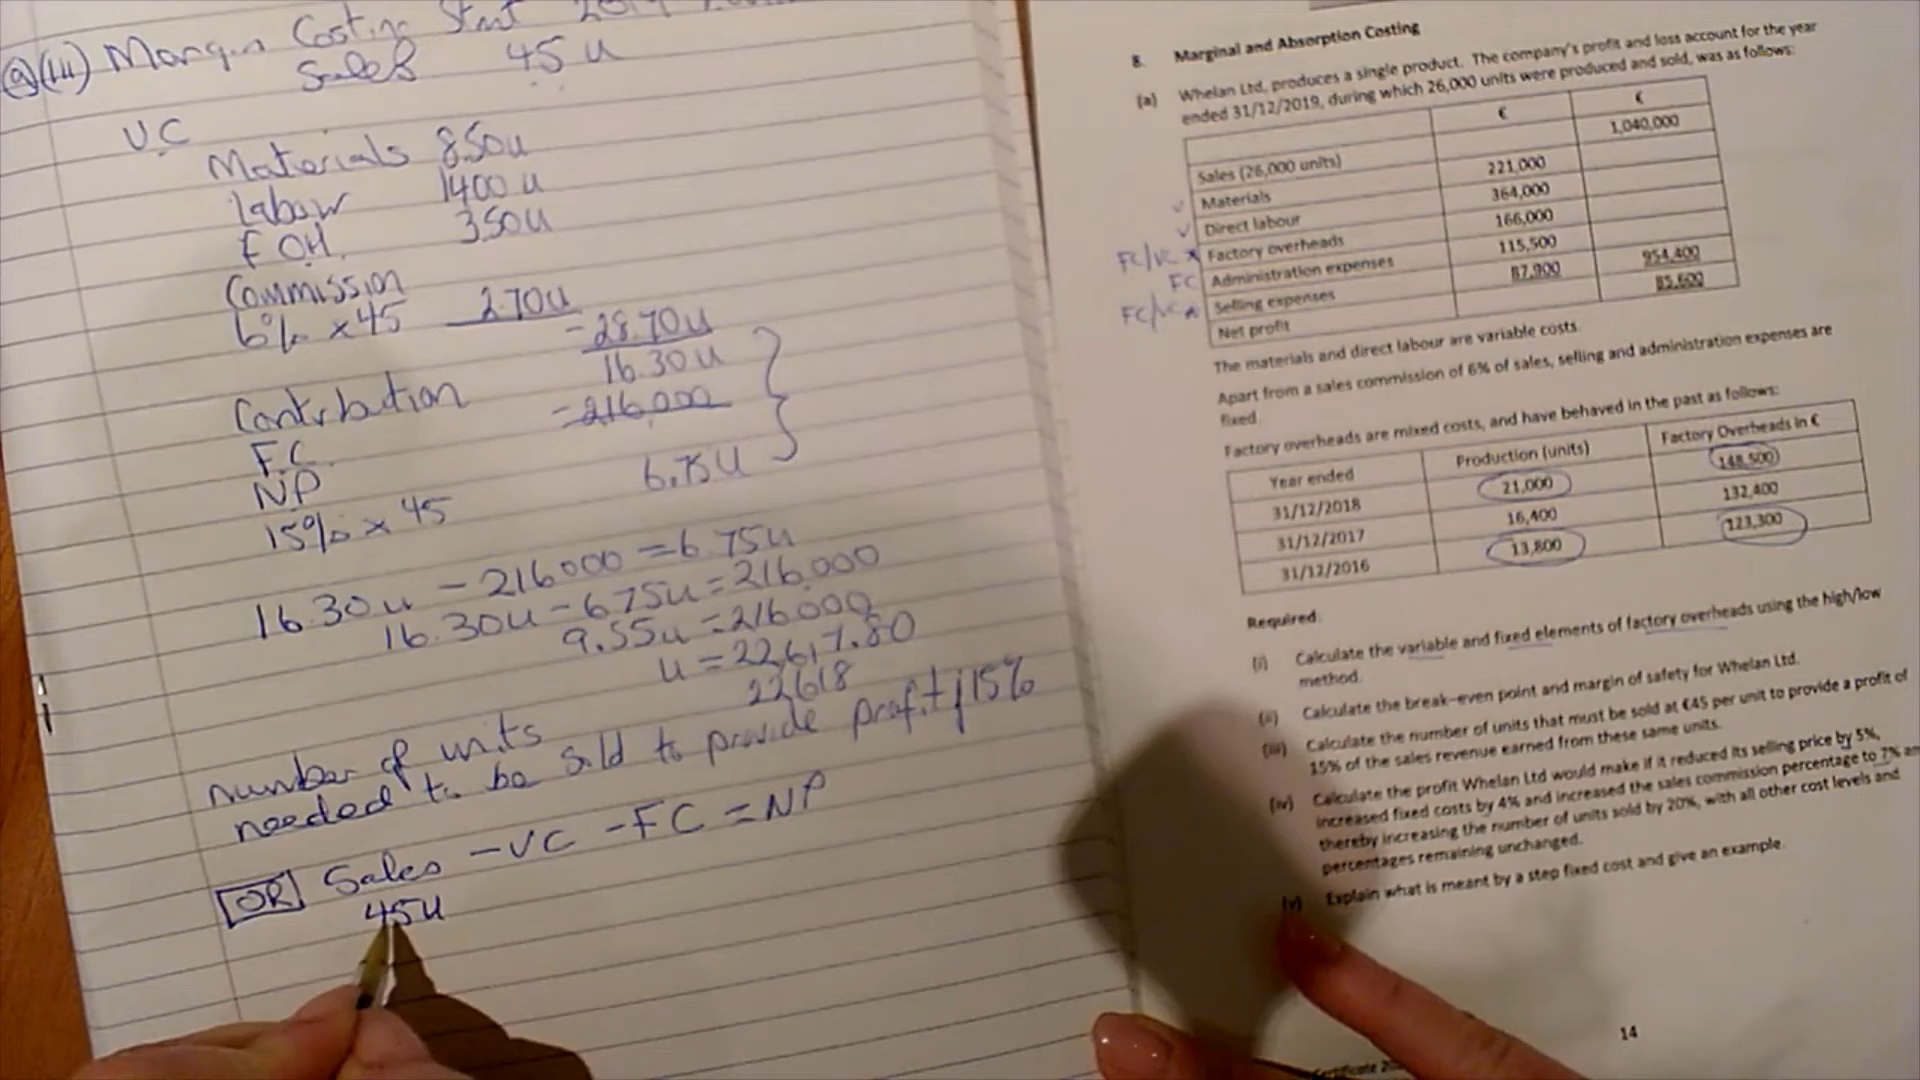 (a)(iii) Margin Costing Stmt
Sales 45u
VC
Materials 8.50u
labour 14.00u
F OH. 3.50u
Commission
6% x 45 2.70u
- 28.70u
Contribution 16.30u
F.C - 216,000
NP
15% x 45 6.75u
16.30u - 216000 = 6.75u
16.30u - 6.75u = 216,000
9.55u = 216000
u = 22617.80
22618
number of units
needed to be sold to provide profit of 15%
OR Sales - VC - FC = NP
45u
8. Marginal and Absorption Costing
(a) Whelan Ltd, produces a single product. The company's profit and loss account for the year
ended 31/12/2019, during which 26,000 units were produced and sold, was as follows:
€ €
Sales (26,000 units) 1,040,000
Materials 221,000
Direct labour 364,000
FC/VC Factory overheads 166,000
FC Administration expenses 115,500
FC/VC Selling expenses 87,900 954,400
Net profit 85,600
The materials and direct labour are variable costs.
Apart from a sales commission of 6% of sales, selling and administration expenses are
fixed.
Factory overheads are mixed costs, and have behaved in the past as follows:
Year ended Production (units) Factory Overheads in €
31/12/2018 21,000 148,500
31/12/2017 16,400 132,400
31/12/2016 13,800 123,300
Required:
(i) Calculate the variable and fixed elements of factory overheads using the high/low
method.
(ii) Calculate the break-even point and margin of safety for Whelan Ltd.
(iii) Calculate the number of units that must be sold at €45 per unit to provide a profit of
15% of the sales revenue earned from these same units.
(iv) Calculate the profit Whelan Ltd would make if it reduced its selling price by 5%,
increased fixed costs by 4% and increased the sales commission percentage to 7% an
thereby increasing the number of units sold by 20%, with all other cost levels and
percentages remaining unchanged.
(v) Explain what is meant by a step fixed cost and give an example.
14